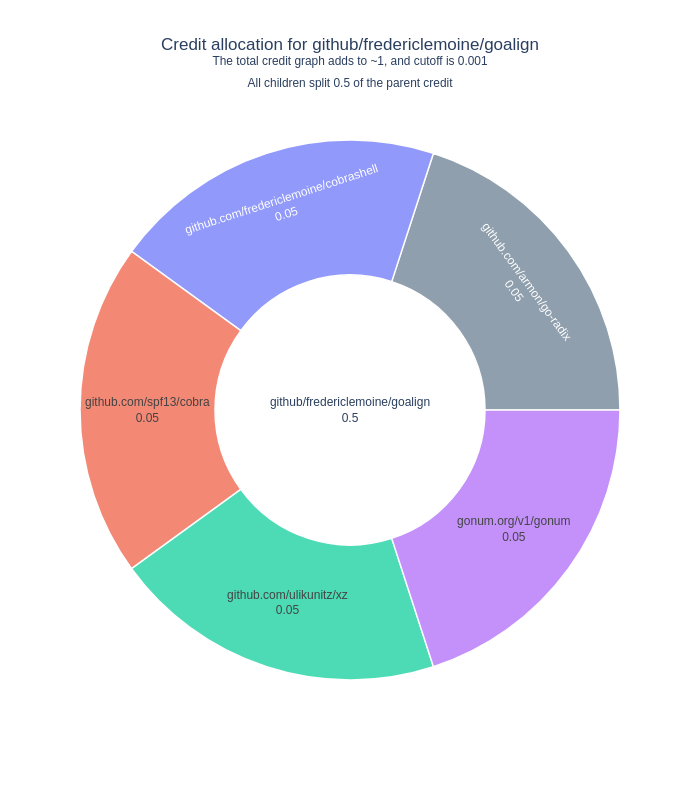 Credit allocation for github/fredericlemoine/goalign
The total credit graph adds to ~1, and cutoff is 0.001
All children split 0.5 of the parent credit
github.com/fredericlemoine/cobrashell
0.05
github.com/armon/go-radix
0.05
github.com/spf13/cobra
0.05
github/fredericlemoine/goalign
0.5
gonum.org/v1/gonum
0.05
github.com/ulikunitz/xz
0.05